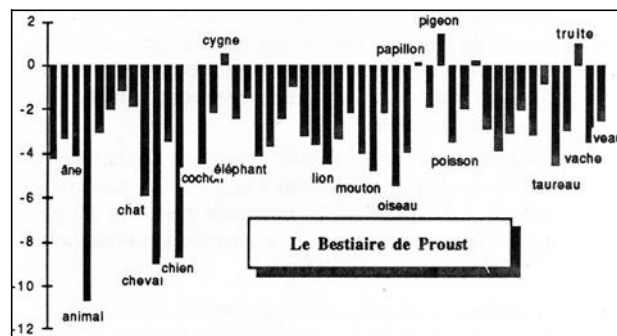 2
0
-2
-4
-6
-8
-10
-12
âne
animal
chat
cheval
chien
cochon
cygne
éléphant
lion
mouton
oiseau
papillon
pigeon
poisson
taureau
truite
vache
veau
Le Bestiaire de Proust